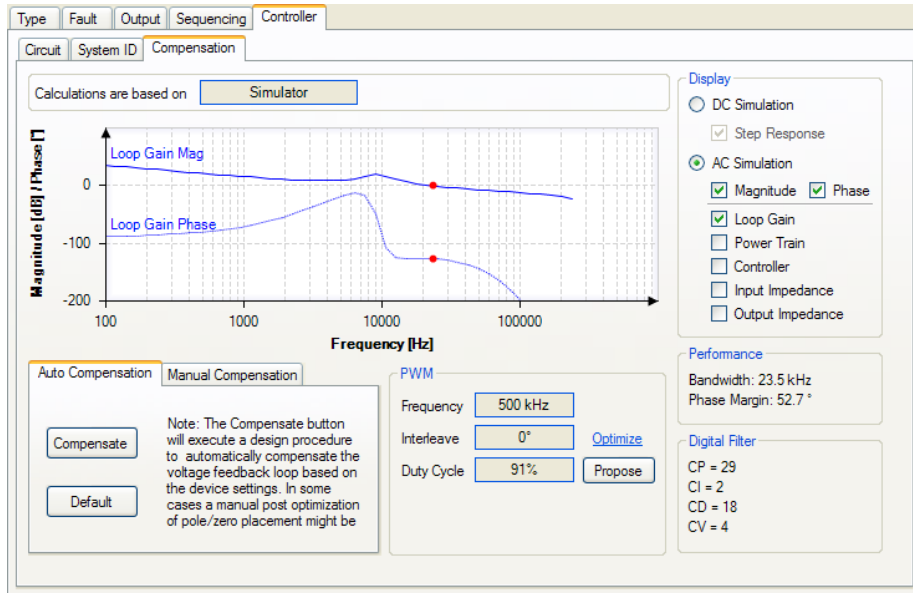 Type Fault Output Sequencing Controller
Circuit System ID Compensation
Calculations are based on Simulator
Magnitude [dB] / Phase [°]
Loop Gain Mag
Loop Gain Phase
0
-100
-200
100 1000 10000 100000
Frequency [Hz]
Display
DC Simulation
Step Response
AC Simulation
Magnitude Phase
Loop Gain
Power Train
Controller
Input Impedance
Output Impedance
Auto Compensation Manual Compensation
Compensate
Default
Note: The Compensate button
will execute a design procedure
to automatically compensate the
voltage feedback loop based on
the device settings. In some
cases a manual post optimization
of pole/zero placement might be
PWM
Frequency 500 kHz
Interleave 0° Optimize
Duty Cycle 91% Propose
Performance
Bandwidth: 23.5 kHz
Phase Margin: 52.7 °
Digital Filter
CP = 29
CI = 2
CD = 18
CV = 4